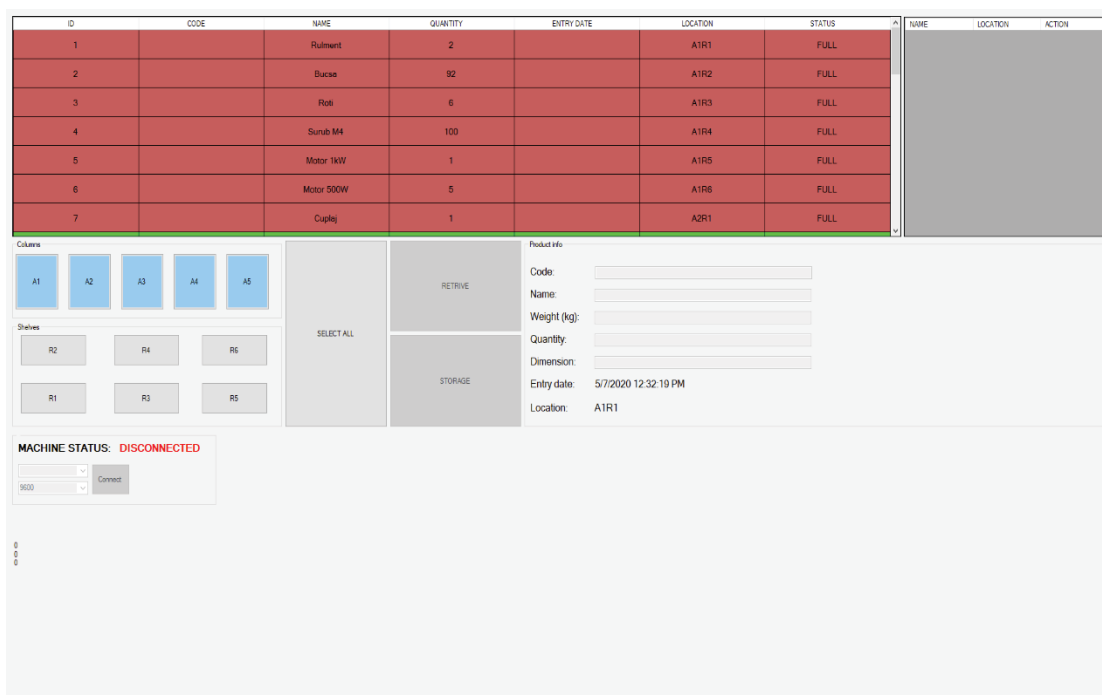 ID CODE NAME QUANTITY ENTRY DATE LOCATION STATUS
1 Rulment 2 A1R1 FULL
2 Bucsa 92 A1R2 FULL
3 Roti 6 A1R3 FULL
4 Surub M4 100 A1R4 FULL
5 Motor 1kW 1 A1R5 FULL
6 Motor 500W 5 A1R6 FULL
7 Cuplaj 1 A2R1 FULL
NAME LOCATION ACTION
Columns
A1 A2 A3 A4 A5
Shelves
R2 R4 R6
R1 R3 R5
SELECT ALL
RETRIVE
STORAGE
Product info
Code:
Name:
Weight (kg):
Quantity:
Dimension:
Entry date: 5/7/2020 12:32:19 PM
Location: A1R1
MACHINE STATUS: DISCONNECTED
9600
Connect
0
0
0